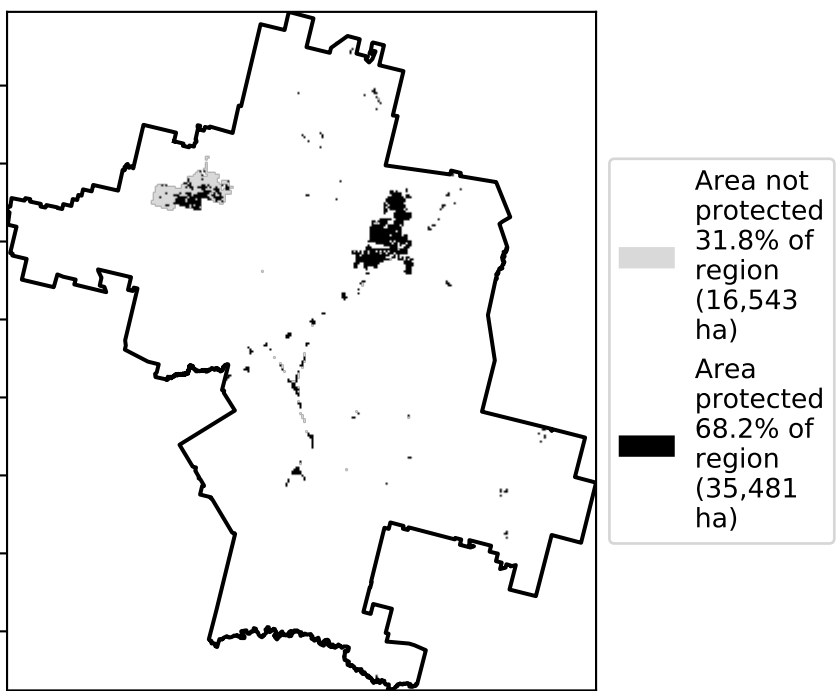 Area not
protected
31.8% of
region
(16,543
ha)
Area
protected
68.2% of
region
(35,481
ha)